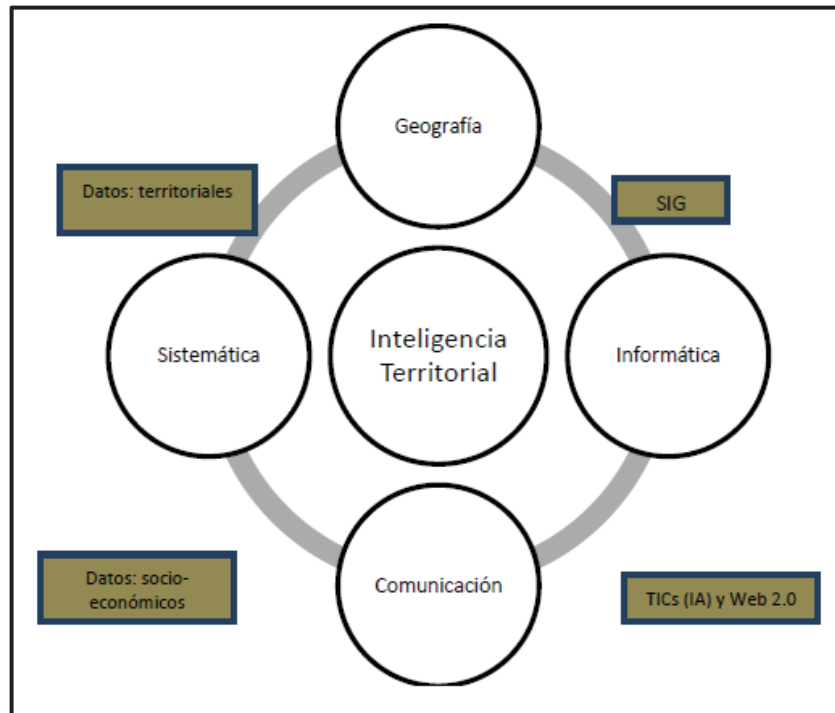 Geografía
Datos: territoriales
SIG
Sistemática
Inteligencia
Territorial
Informática
Datos: socio-
económicos
Comunicación
TICs (IA) y Web 2.0